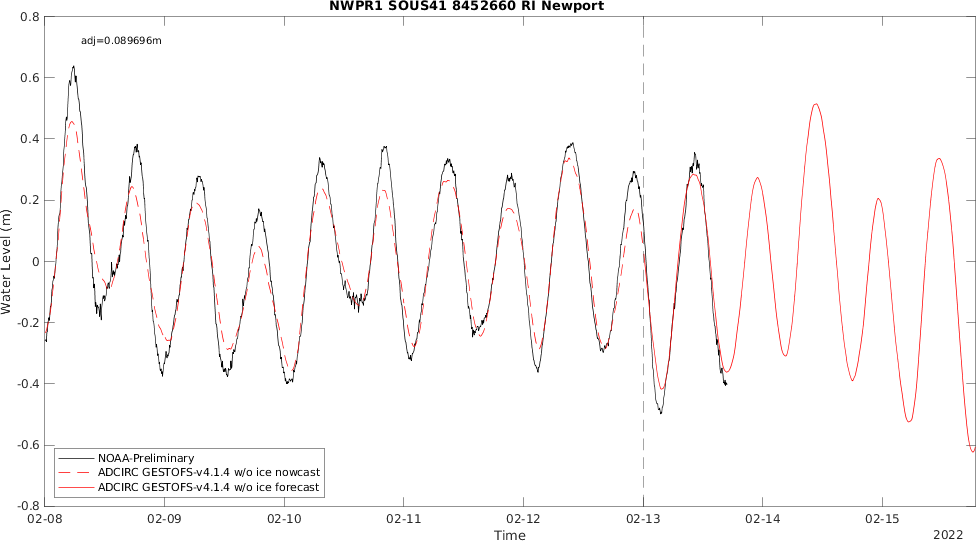 NWPR1 SOUS41 8452660 RI Newport
adj=0.089696m
0.8
0.6
0.4
0.2
0
-0.2
-0.4
-0.6
-0.8
Water Level (m)
NOAA-Preliminary
ADCIRC GESTOFS-v4.1.4 w/o ice nowcast
ADCIRC GESTOFS-v4.1.4 w/o ice forecast
02-08 02-09 02-10 02-11 02-12 02-13 02-14 02-15
Time
2022